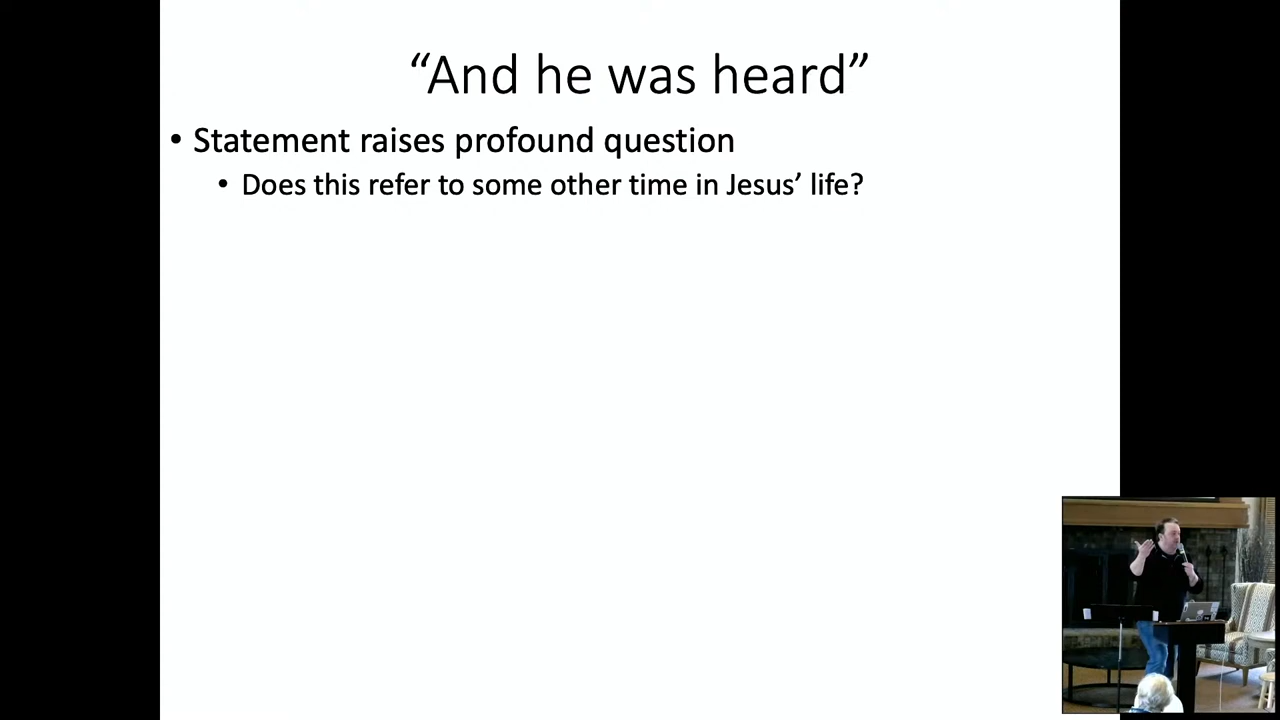 “And he was heard”
• Statement raises profound question
• Does this refer to some other time in Jesus’ life?